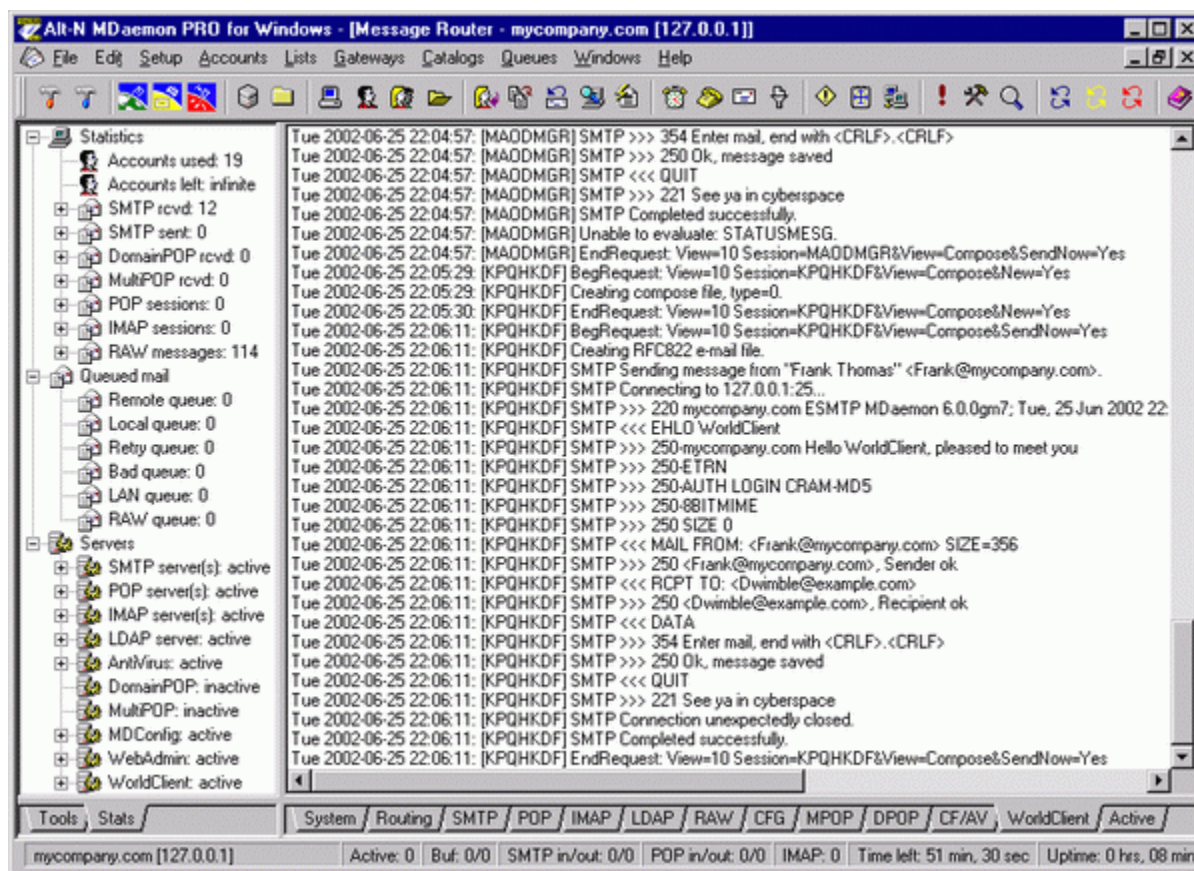 Alt-N MDaemon PRO for Windows - [Message Router - mycompany.com [127.0.0.1]]
File Edit Setup Accounts Lists Gateways Catalogs Queues Windows Help
Statistics
Accounts used: 19
Accounts left: infinite
SMTP rcvd: 12
SMTP sent: 0
DomainPOP rcvd: 0
MultiPOP rcvd: 0
POP sessions: 0
IMAP sessions: 0
RAW messages: 114
Queued mail
Remote queue: 0
Local queue: 0
Retry queue: 0
Bad queue: 0
LAN queue: 0
RAW queue: 0
Servers
SMTP server(s): active
POP server(s): active
IMAP server(s): active
LDAP server: active
AntiVirus: active
DomainPOP: inactive
MultiPOP: inactive
MDConfig: active
WebAdmin: active
WorldClient: active
Tools Stats
Tue 2002-06-25 22:04:57: [MAODMGR] SMTP >>> 354 Enter mail, end with <CRLF>.<CRLF>
Tue 2002-06-25 22:04:57: [MAODMGR] SMTP >>> 250 Ok, message saved
Tue 2002-06-25 22:04:57: [MAODMGR] SMTP <<< QUIT
Tue 2002-06-25 22:04:57: [MAODMGR] SMTP >>> 221 See ya in cyberspace
Tue 2002-06-25 22:04:57: [MAODMGR] SMTP Completed successfully.
Tue 2002-06-25 22:04:57: [MAODMGR] Unable to evaluate: STATUSMESG.
Tue 2002-06-25 22:04:57: [MAODMGR] EndRequest: View=10 Session=MAODMGR&View=Compose&SendNow=Yes
Tue 2002-06-25 22:05:29: [KPQHKDF] BegRequest: View=10 Session=KPQHKDF&View=Compose&New=Yes
Tue 2002-06-25 22:05:29: [KPQHKDF] Creating compose file, type=0.
Tue 2002-06-25 22:05:30: [KPQHKDF] EndRequest: View=10 Session=KPQHKDF&View=Compose&New=Yes
Tue 2002-06-25 22:06:11: [KPQHKDF] BegRequest: View=10 Session=KPQHKDF&View=Compose&SendNow=Yes
Tue 2002-06-25 22:06:11: [KPQHKDF] Creating RFC822 e-mail file.
Tue 2002-06-25 22:06:11: [KPQHKDF] SMTP Sending message from "Frank Thomas" <Frank@mycompany.com>.
Tue 2002-06-25 22:06:11: [KPQHKDF] SMTP Connecting to 127.0.0.1:25...
Tue 2002-06-25 22:06:11: [KPQHKDF] SMTP >>> 220 mycompany.com ESMTP MDaemon 6.0.0gm7; Tue, 25 Jun 2002 22:
Tue 2002-06-25 22:06:11: [KPQHKDF] SMTP <<< EHLO WorldClient
Tue 2002-06-25 22:06:11: [KPQHKDF] SMTP >>> 250-mycompany.com Hello WorldClient, pleased to meet you
Tue 2002-06-25 22:06:11: [KPQHKDF] SMTP >>> 250-ETRN
Tue 2002-06-25 22:06:11: [KPQHKDF] SMTP >>> 250-AUTH LOGIN CRAM-MD5
Tue 2002-06-25 22:06:11: [KPQHKDF] SMTP >>> 250-8BITMIME
Tue 2002-06-25 22:06:11: [KPQHKDF] SMTP >>> 250 SIZE 0
Tue 2002-06-25 22:06:11: [KPQHKDF] SMTP <<< MAIL FROM: <Frank@mycompany.com> SIZE=356
Tue 2002-06-25 22:06:11: [KPQHKDF] SMTP >>> 250 <Frank@mycompany.com>, Sender ok
Tue 2002-06-25 22:06:11: [KPQHKDF] SMTP <<< RCPT TO: <Dwimble@example.com>
Tue 2002-06-25 22:06:11: [KPQHKDF] SMTP >>> 250 <Dwimble@example.com>, Recipient ok
Tue 2002-06-25 22:06:11: [KPQHKDF] SMTP <<< DATA
Tue 2002-06-25 22:06:11: [KPQHKDF] SMTP >>> 354 Enter mail, end with <CRLF>.<CRLF>
Tue 2002-06-25 22:06:11: [KPQHKDF] SMTP >>> 250 Ok, message saved
Tue 2002-06-25 22:06:11: [KPQHKDF] SMTP <<< QUIT
Tue 2002-06-25 22:06:11: [KPQHKDF] SMTP >>> 221 See ya in cyberspace
Tue 2002-06-25 22:06:11: [KPQHKDF] SMTP Connection unexpectedly closed.
Tue 2002-06-25 22:06:11: [KPQHKDF] SMTP Completed successfully.
Tue 2002-06-25 22:06:11: [KPQHKDF] EndRequest: View=10 Session=KPQHKDF&View=Compose&SendNow=Yes
System Routing SMTP POP IMAP LDAP RAW CFG MPOP DPOP CF/AV WorldClient Active
mycompany.com [127.0.0.1] Active: 0 Buf: 0/0 SMTP in/out: 0/0 POP in/out: 0/0 IMAP: 0 Time left: 51 min, 30 sec Uptime: 0 hrs, 08 min